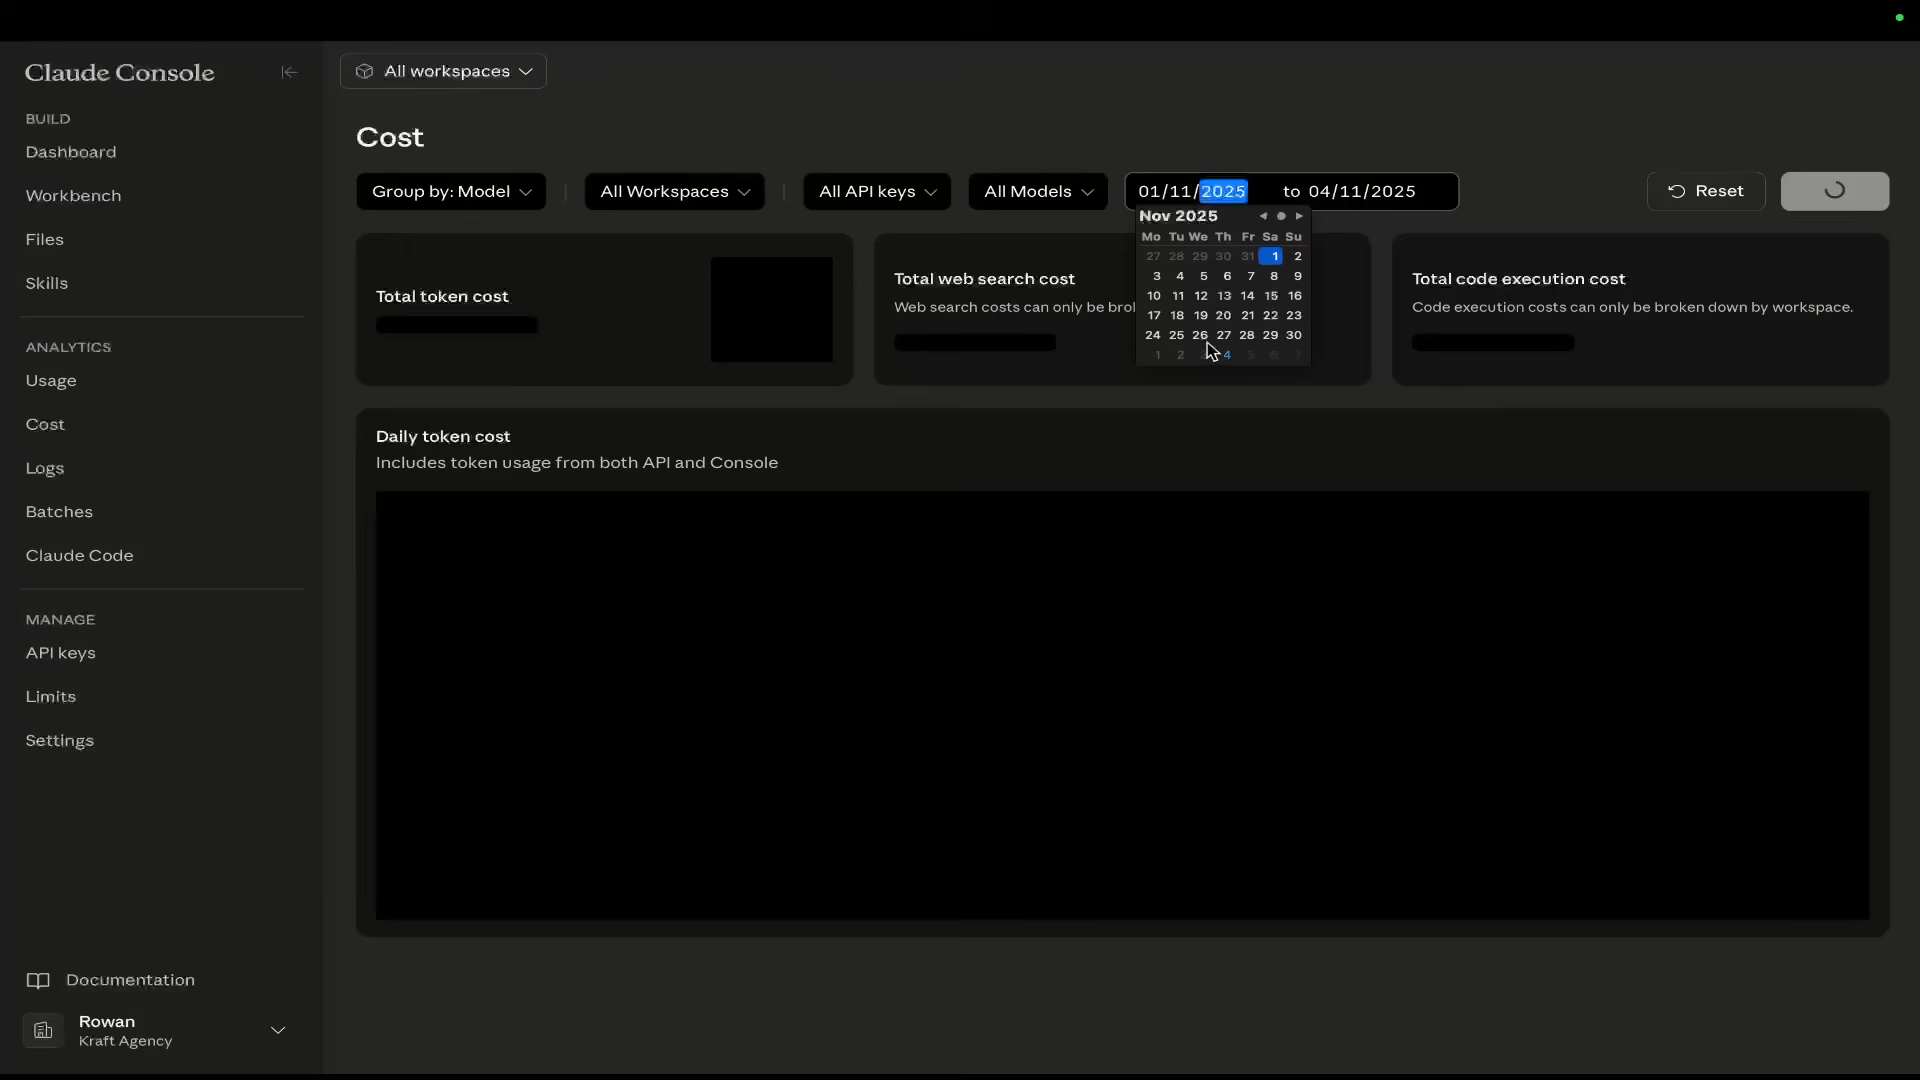 Claude Console
BUILD
Dashboard
Workbench
Files
Skills
ANALYTICS
Usage
Cost
Logs
Batches
Claude Code
MANAGE
API keys
Limits
Settings
Documentation
Rowan
Kraft Agency
All workspaces
Cost
Group by: Model
All Workspaces
All API keys
All Models
01/11/2025 to 04/11/2025
Reset
Nov 2025
Mo Tu We Th Fr Sa Su
27 28 29 30 31 1 2
3 4 5 6 7 8 9
10 11 12 13 14 15 16
17 18 19 20 21 22 23
24 25 26 27 28 29 30
1 2 4 5 6
Total token cost
Total web search cost
Web search costs can only be
Total code execution cost
Code execution costs can only be broken down by workspace.
Daily token cost
Includes token usage from both API and Console